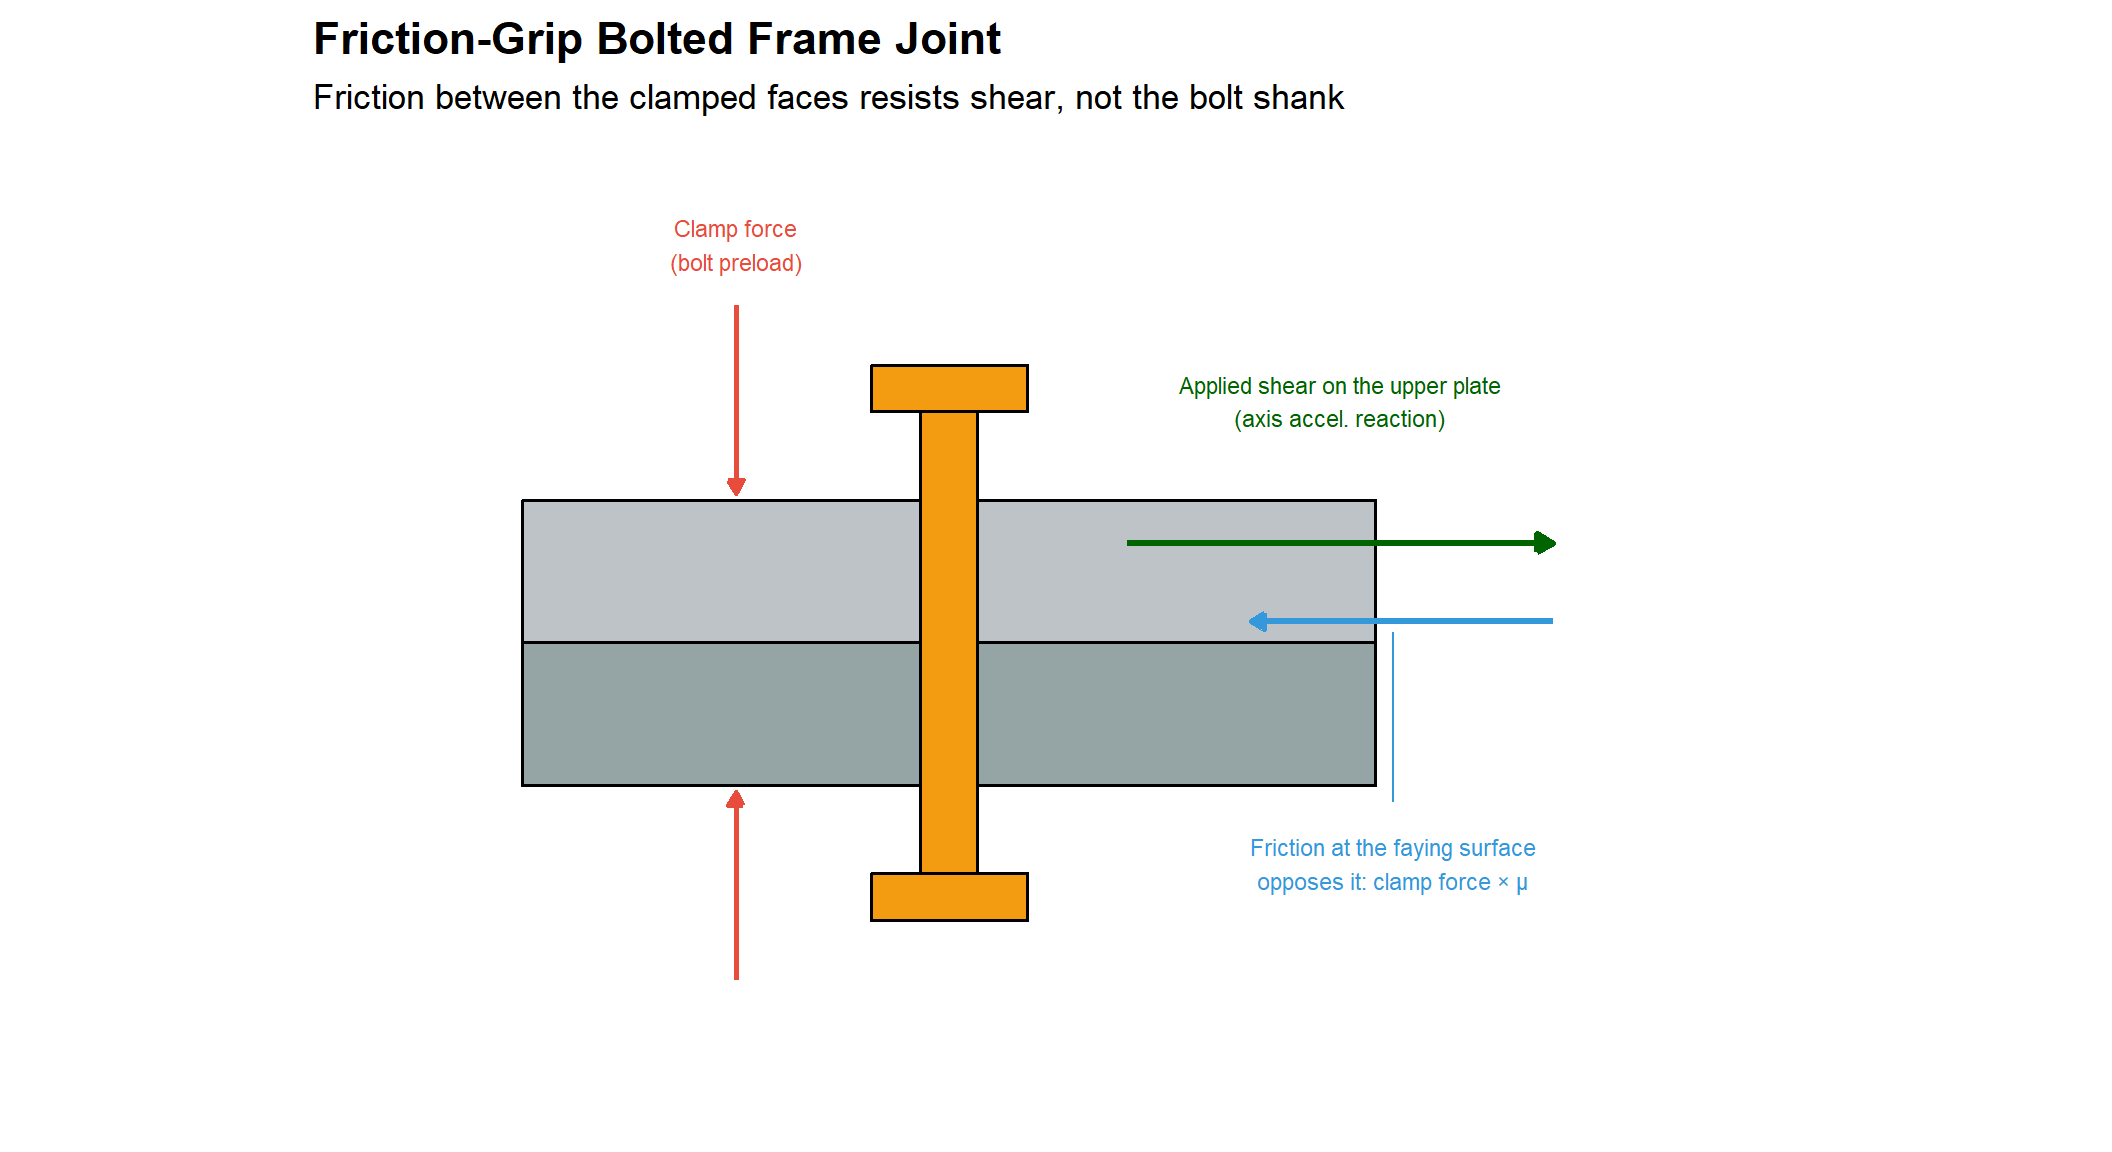 Friction-Grip Bolted Frame Joint
Friction between the clamped faces resists shear, not the bolt shank
Clamp force
(bolt preload)
Applied shear on the upper plate
(axis accel. reaction)
Friction at the faying surface
opposes it: clamp force × µ